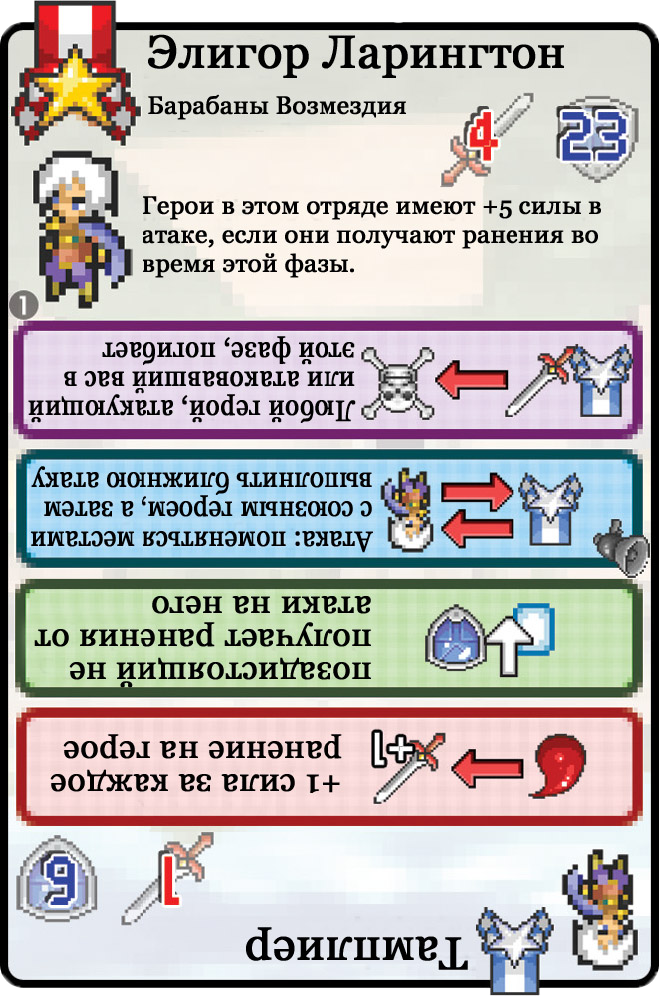 Элигор Ларингтон
Барабаны Возмездия
4
23
Герои в этом отряде имеют +5 силы в
атаке, если они получают ранения во
время этой фазы.
1
Тамплиер
1
6
+1
+1 сила за каждое
ранение на герое
позадистоящий не
получает ранения от
атаки на него
Атака: поменяться местами
с союзным героем, а затем
выполнить ближнюю атаку
Любой герой, атакующий
или атаковавший вас в
этой фазе, погибает